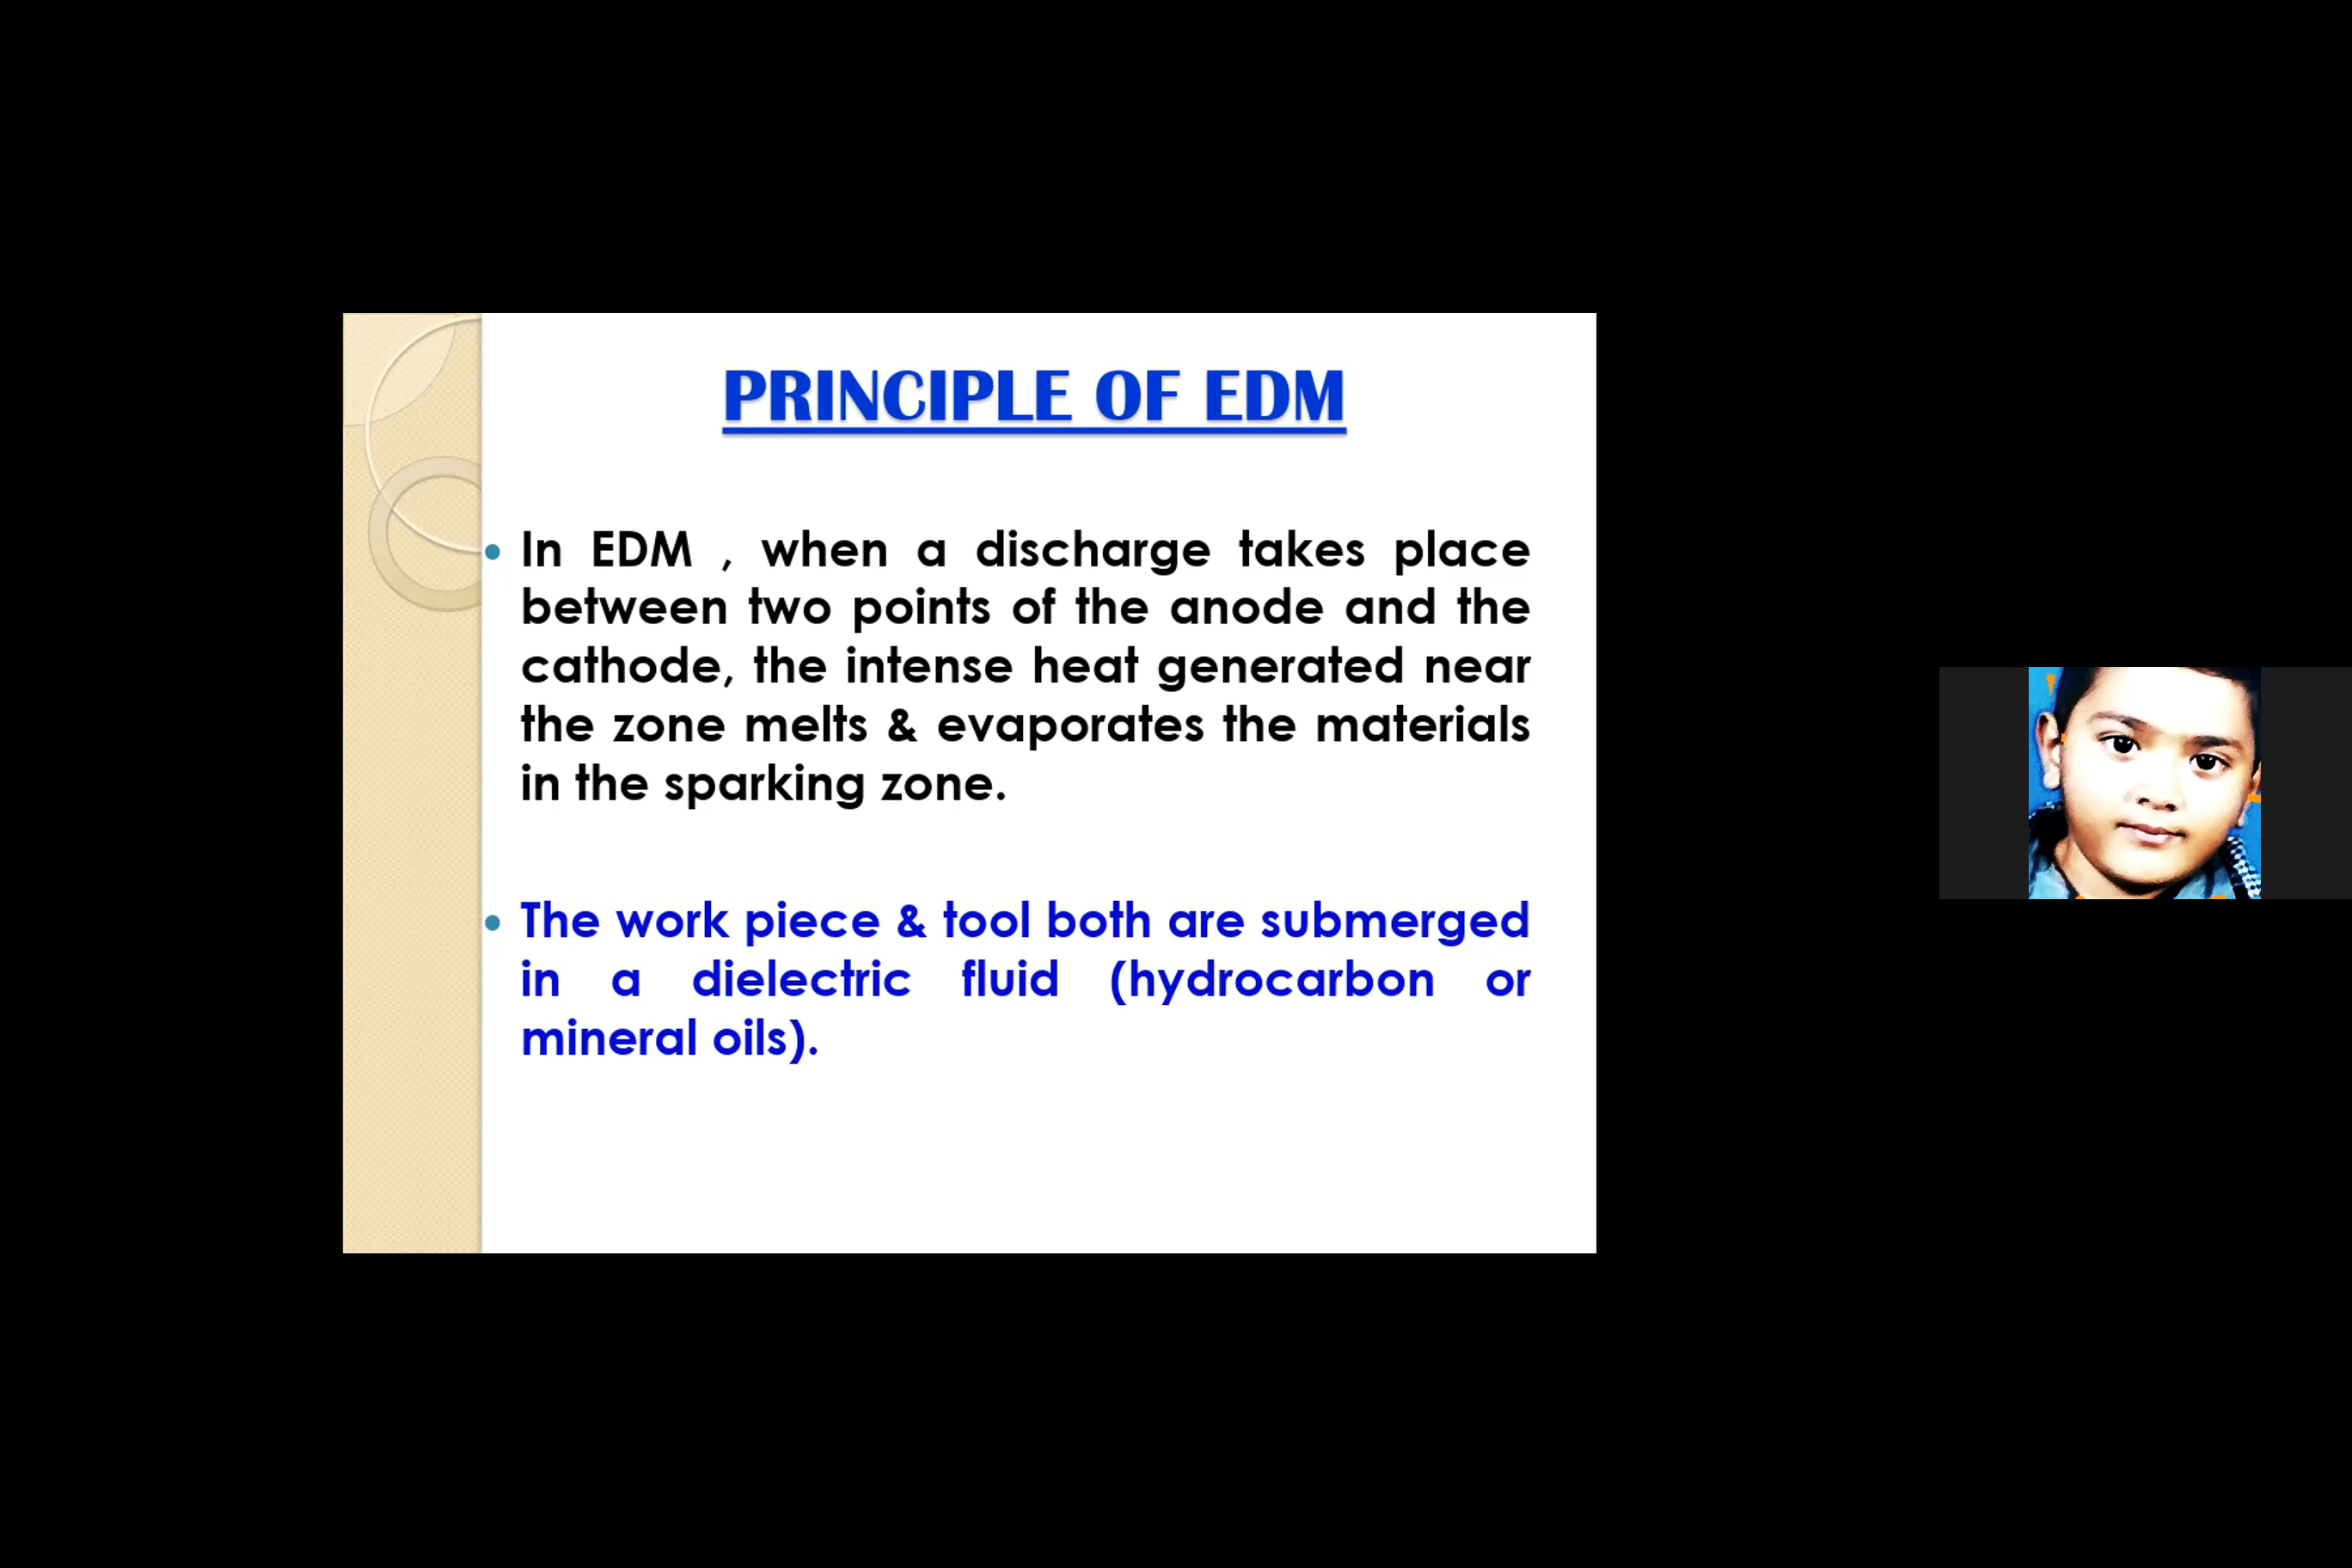 PRINCIPLE OF EDM
• In EDM , when a discharge takes place
between two points of the anode and the
cathode, the intense heat generated near
the zone melts & evaporates the materials
in the sparking zone.
• The work piece & tool both are submerged
in a dielectric fluid (hydrocarbon or
mineral oils).